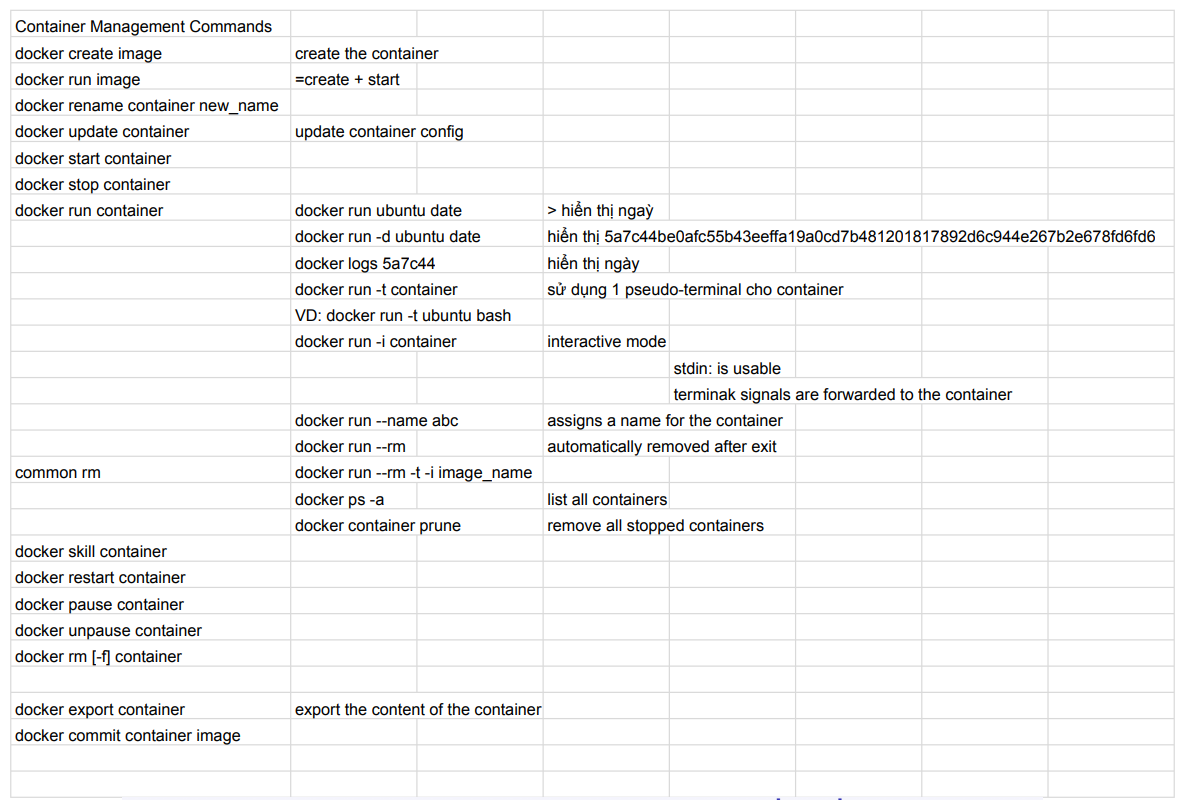 Container Management Commands
docker create image create the container
docker run image =create + start
docker rename container new_name
docker update container update container config
docker start container
docker stop container
docker run container docker run ubuntu date > hiển thị ngày
docker run -d ubuntu date hiển thị 5a7c44be0afc55b43eeffa19a0cd7b481201817892d6c944e267b2e678fd6fd6
docker logs 5a7c44 hiển thị ngày
docker run -t container sử dụng 1 pseudo-terminal cho container
VD: docker run -t ubuntu bash
docker run -i container interactive mode
stdin: is usable
terminak signals are forwarded to the container
docker run --name abc assigns a name for the container
docker run --rm automatically removed after exit
common rm docker run --rm -t -i image_name
docker ps -a list all containers
docker container prune remove all stopped containers
docker skill container
docker restart container
docker pause container
docker unpause container
docker rm [-f] container
docker export container export the content of the container
docker commit container image